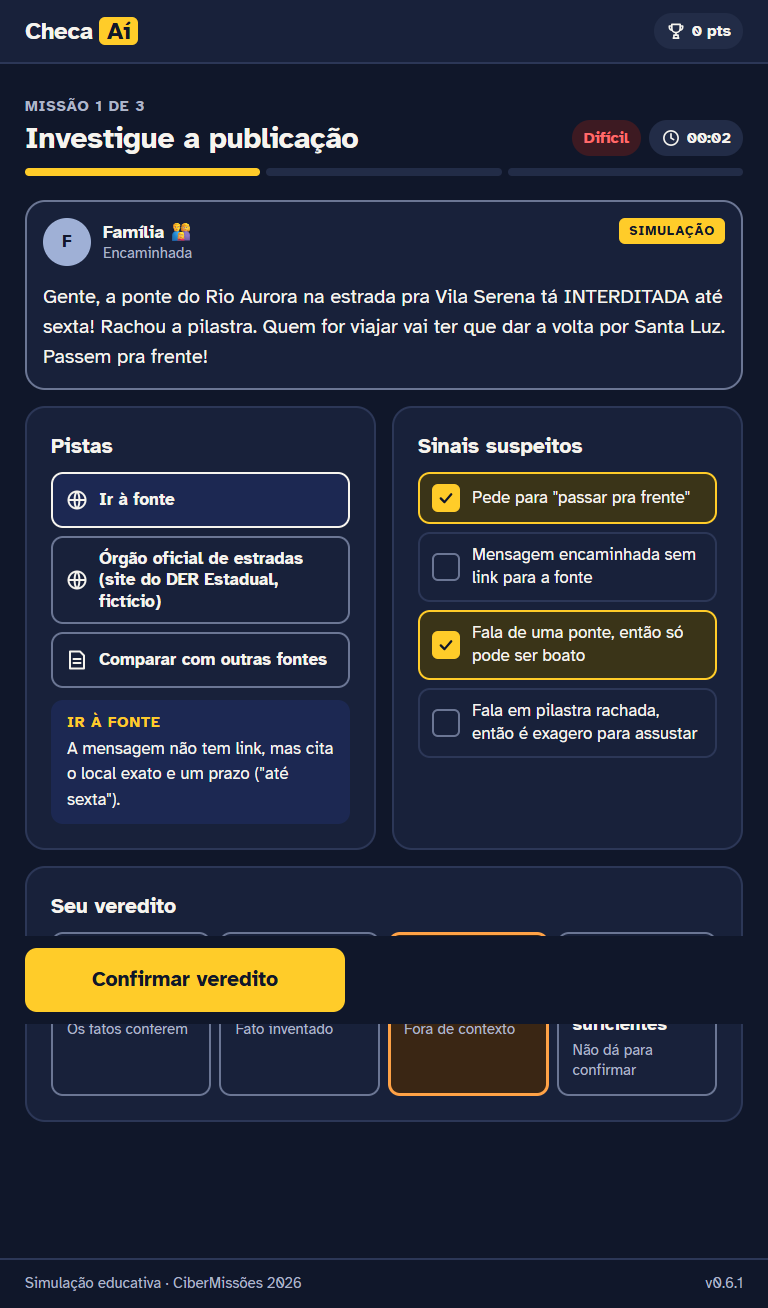 Checa Aí
0 pts
MISSÃO 1 DE 3
Investigue a publicação
Difícil
00:02
F
Família
Encaminhada
SIMULAÇÃO
Gente, a ponte do Rio Aurora na estrada pra Vila Serena tá INTERDITADA até
sexta! Rachou a pilastra. Quem for viajar vai ter que dar a volta por Santa Luz.
Passem pra frente!
Pistas
Ir à fonte
Órgão oficial de estradas
(site do DER Estadual,
fictício)
Comparar com outras fontes
IR À FONTE
A mensagem não tem link, mas cita
o local exato e um prazo ("até
sexta").
Sinais suspeitos
Pede para "passar pra frente"
Mensagem encaminhada sem
link para a fonte
Fala de uma ponte, então só
pode ser boato
Fala em pilastra rachada,
então é exagero para assustar
Seu veredito
Confirmar veredito
Os fatos conferem
Fato inventado
Fora de contexto
suficientes
Não dá para
confirmar
Simulação educativa · CiberMissões 2026
v0.6.1